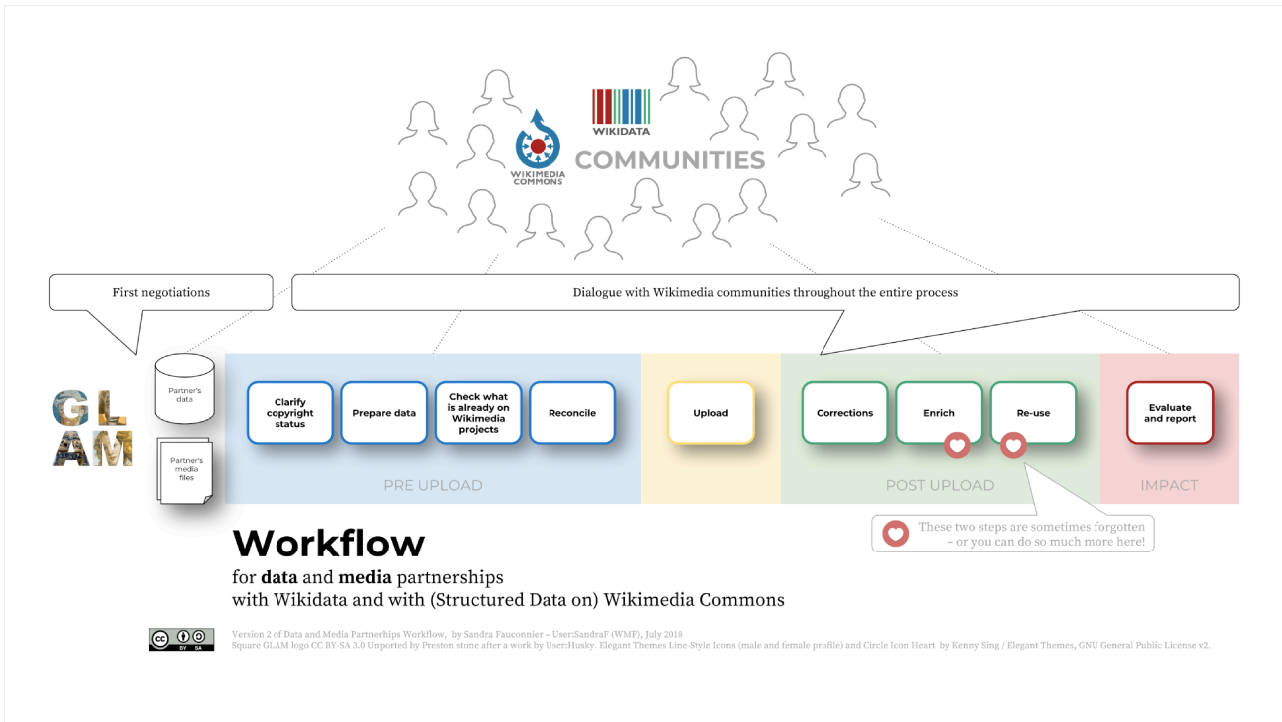 WIKIDATA
COMMUNITIES
WIKIMEDIA
COMMONS
First negotiations
Dialogue with Wikimedia communities throughout the entire process
GL
AM
Partner's
data
Partner's
media
files
Clarify
copyright
status
Prepare data
Check what
is already on
Wikimedia
projects
Reconcile
PRE UPLOAD
Upload
Corrections
Enrich
Re-use
POST UPLOAD
Evaluate
and report
IMPACT
These two steps are sometimes forgotten
– or you can do so much more here!
Workflow
for data and media partnerships
with Wikidata and with (Structured Data on) Wikimedia Commons
cc
BY SA
Version 2 of Data and Media Partnerhips Workflow, by Sandra Fauconnier – User:SandraF (WMF), July 2018
Square GLAM logo CC BY-SA 3.0 Unported by Preston stone after a work by User:Husky. Elegant Themes Line-Style Icons (male and female profile) and Circle Icon Heart by Kenny Sing / Elegant Themes, GNU General Public License v2.